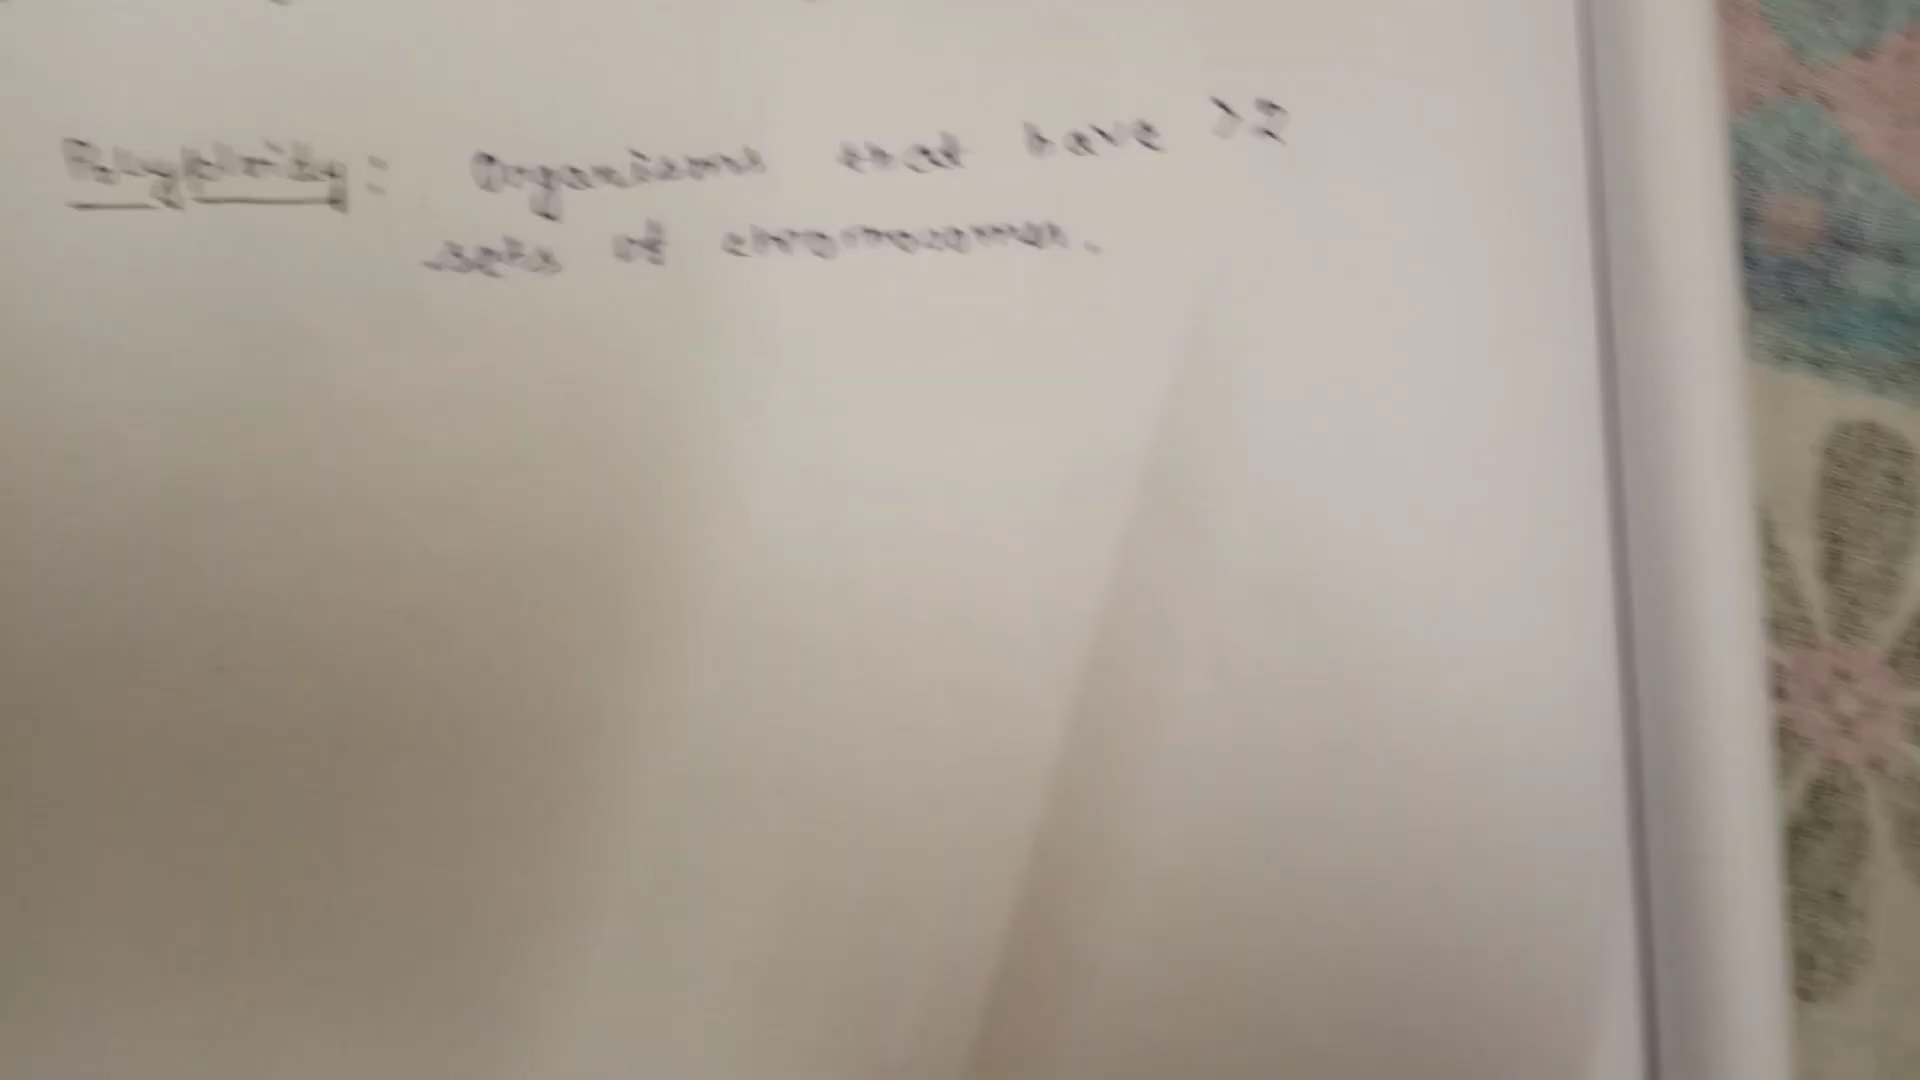 Polyploidy: Organisms that have >2
sets of chromosomes.